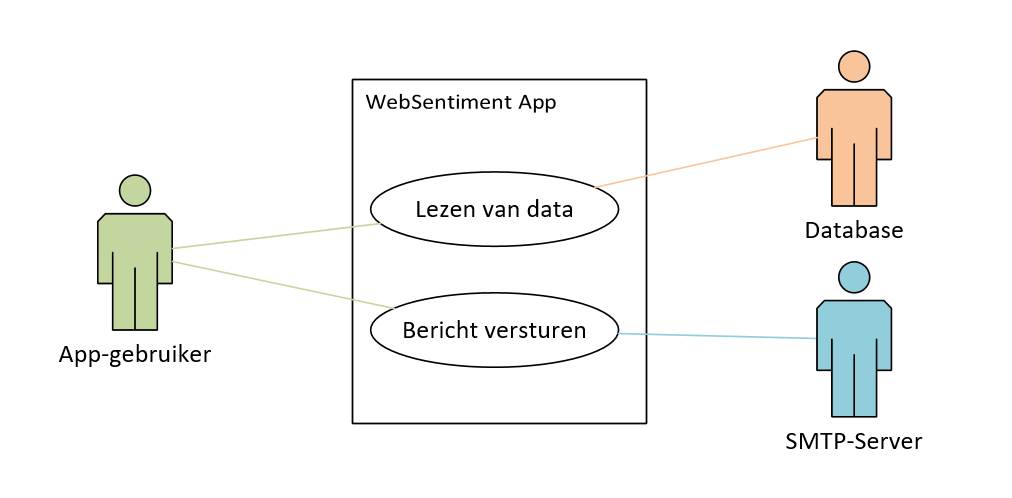 WebSentiment App
Lezen van data
Database
Bericht versturen
App-gebruiker
SMTP-Server